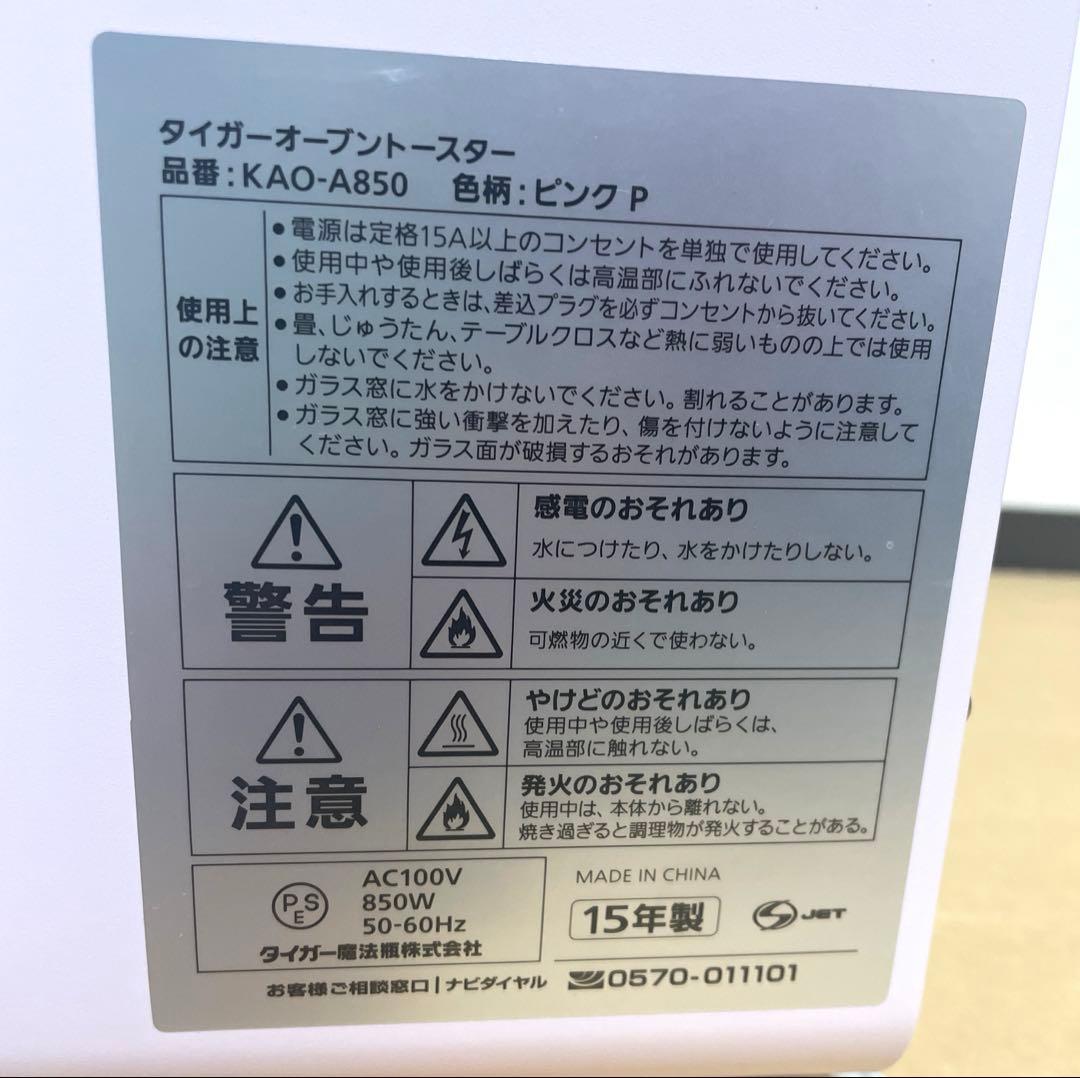 タイガーオーブントースター
品番:KAO-A850 色柄:ピンク P
使用上
の注意
●電源は定格15A以上のコンセントを単独で使用してください。
●使用中や使用後しばらくは高温部にふれないでください。
●お手入れするときは、差込プラグを必ずコンセントから抜いてください。
●畳、じゅうたん、テーブルクロスなど熱に弱いものの上では使用
しないでください。
●ガラス窓に水をかけないでください。割れることがあります。
●ガラス窓に強い衝撃を加えたり、傷を付けないように注意して
ください。ガラス面が破損するおそれがあります。
警告
感電のおそれあり
水につけたり、水をかけたりしない。
火災のおそれあり
可燃物の近くで使わない。
注意
やけどのおそれあり
使用中や使用後しばらくは、
高温部に触れない。
発火のおそれあり
使用中は、本体から離れない。
焼き過ぎると調理物が発火することがある。
PSE
AC100V
850W
50-60Hz
タイガー魔法瓶株式会社
MADE IN CHINA
15年製
JET
お客様ご相談窓口|ナビダイヤル 0570-011101